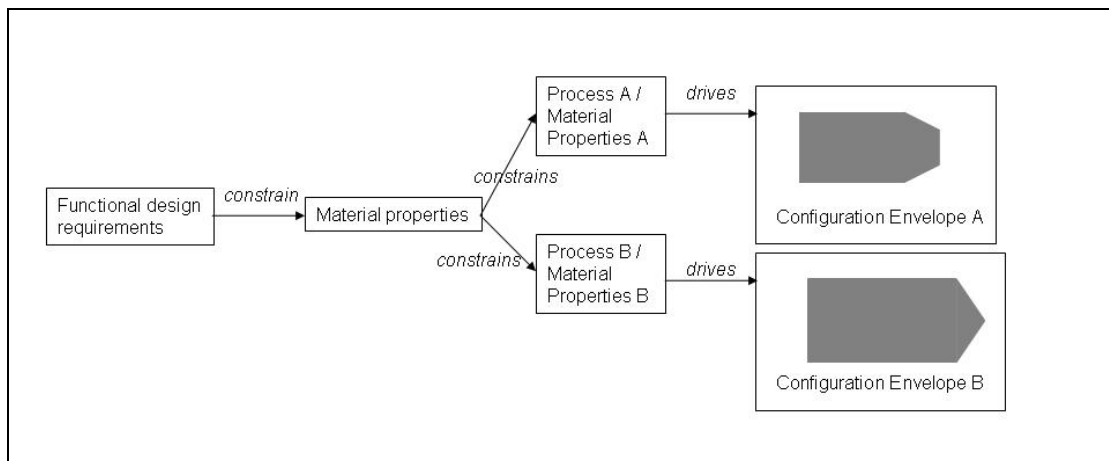 Functional design
requirements
constrain
Material properties
constrains
constrains
Process A /
Material
Properties A
drives
Configuration Envelope A
Process B /
Material
Properties B
drives
Configuration Envelope B